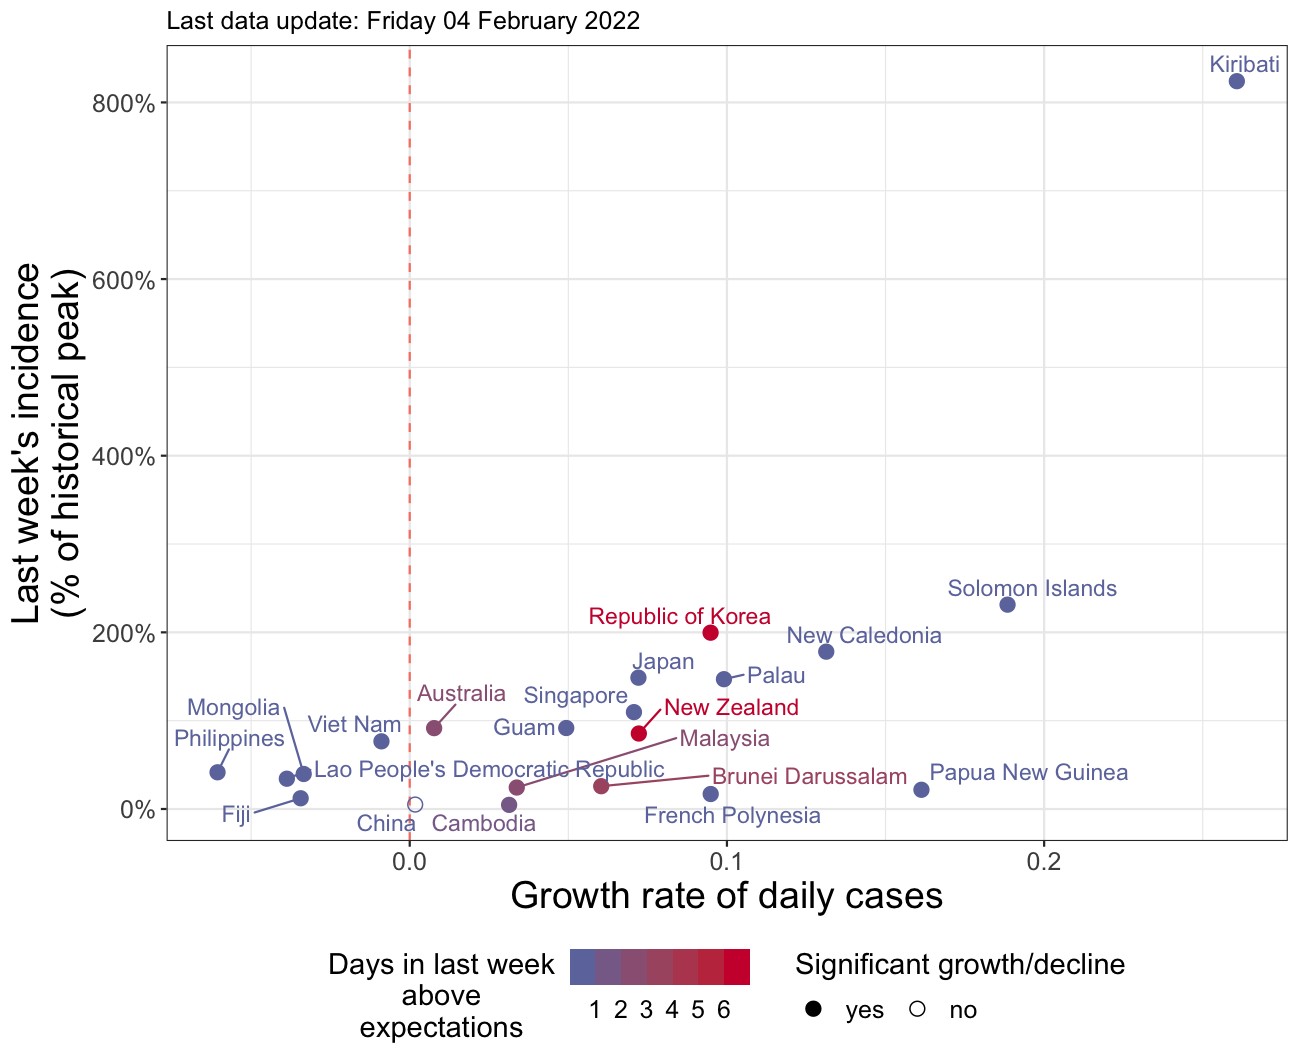 Last data update: Friday 04 February 2022
Last week's incidence
(% of historical peak)
800%
600%
400%
200%
0%
Kiribati
Solomon Islands
Republic of Korea
New Caledonia
Japan
Palau
Australia
Singapore
Mongolia
New Zealand
Viet Nam
Guam
Philippines
Malaysia
Lao People's Democratic Republic
Brunei Darussalam
Papua New Guinea
Fiji
French Polynesia
China
Cambodia
0.0
0.1
0.2
Growth rate of daily cases
Days in last week
above
expectations
1 2 3 4 5 6
Significant growth/decline
yes
no